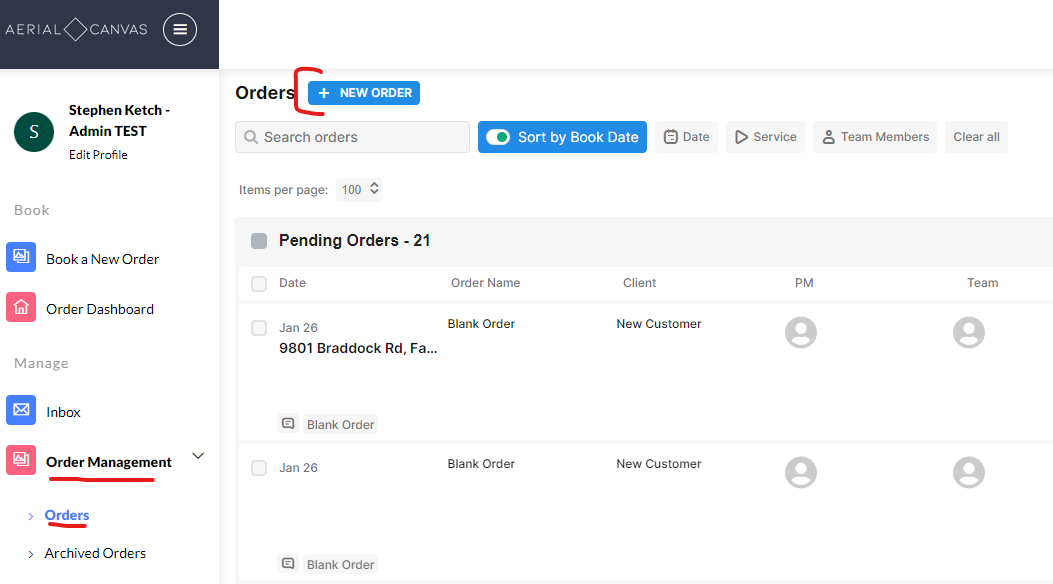 AERIAL CANVAS
Stephen Ketch -
Admin TEST
S
Edit Profile
Book
Book a New Order
Order Dashboard
Manage
Inbox
Order Management
Orders
Archived Orders
Orders
+ NEW ORDER
Search orders
Sort by Book Date
Date
Service
Team Members
Clear all
Items per page: 100
Pending Orders - 21
Date Order Name Client PM Team
Jan 26 Blank Order New Customer
9801 Braddock Rd, Fa...
Blank Order
Jan 26 Blank Order New Customer
Blank Order